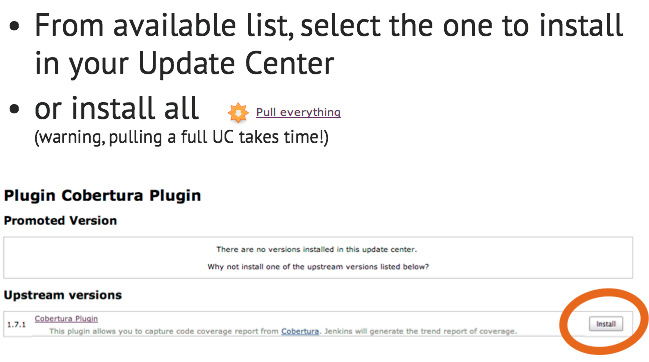 • From available list, select the one to install
in your Update Center
• or install all Pull everything
(warning, pulling a full UC takes time!)
Plugin Cobertura Plugin
Promoted Version
There are no versions installed in this update center.
Why not install one of the upstream versions listed below?
Upstream versions
1.7.1 Cobertura Plugin Install
This plugin allows you to capture code coverage report from Cobertura. Jenkins will generate the trend report of coverage.